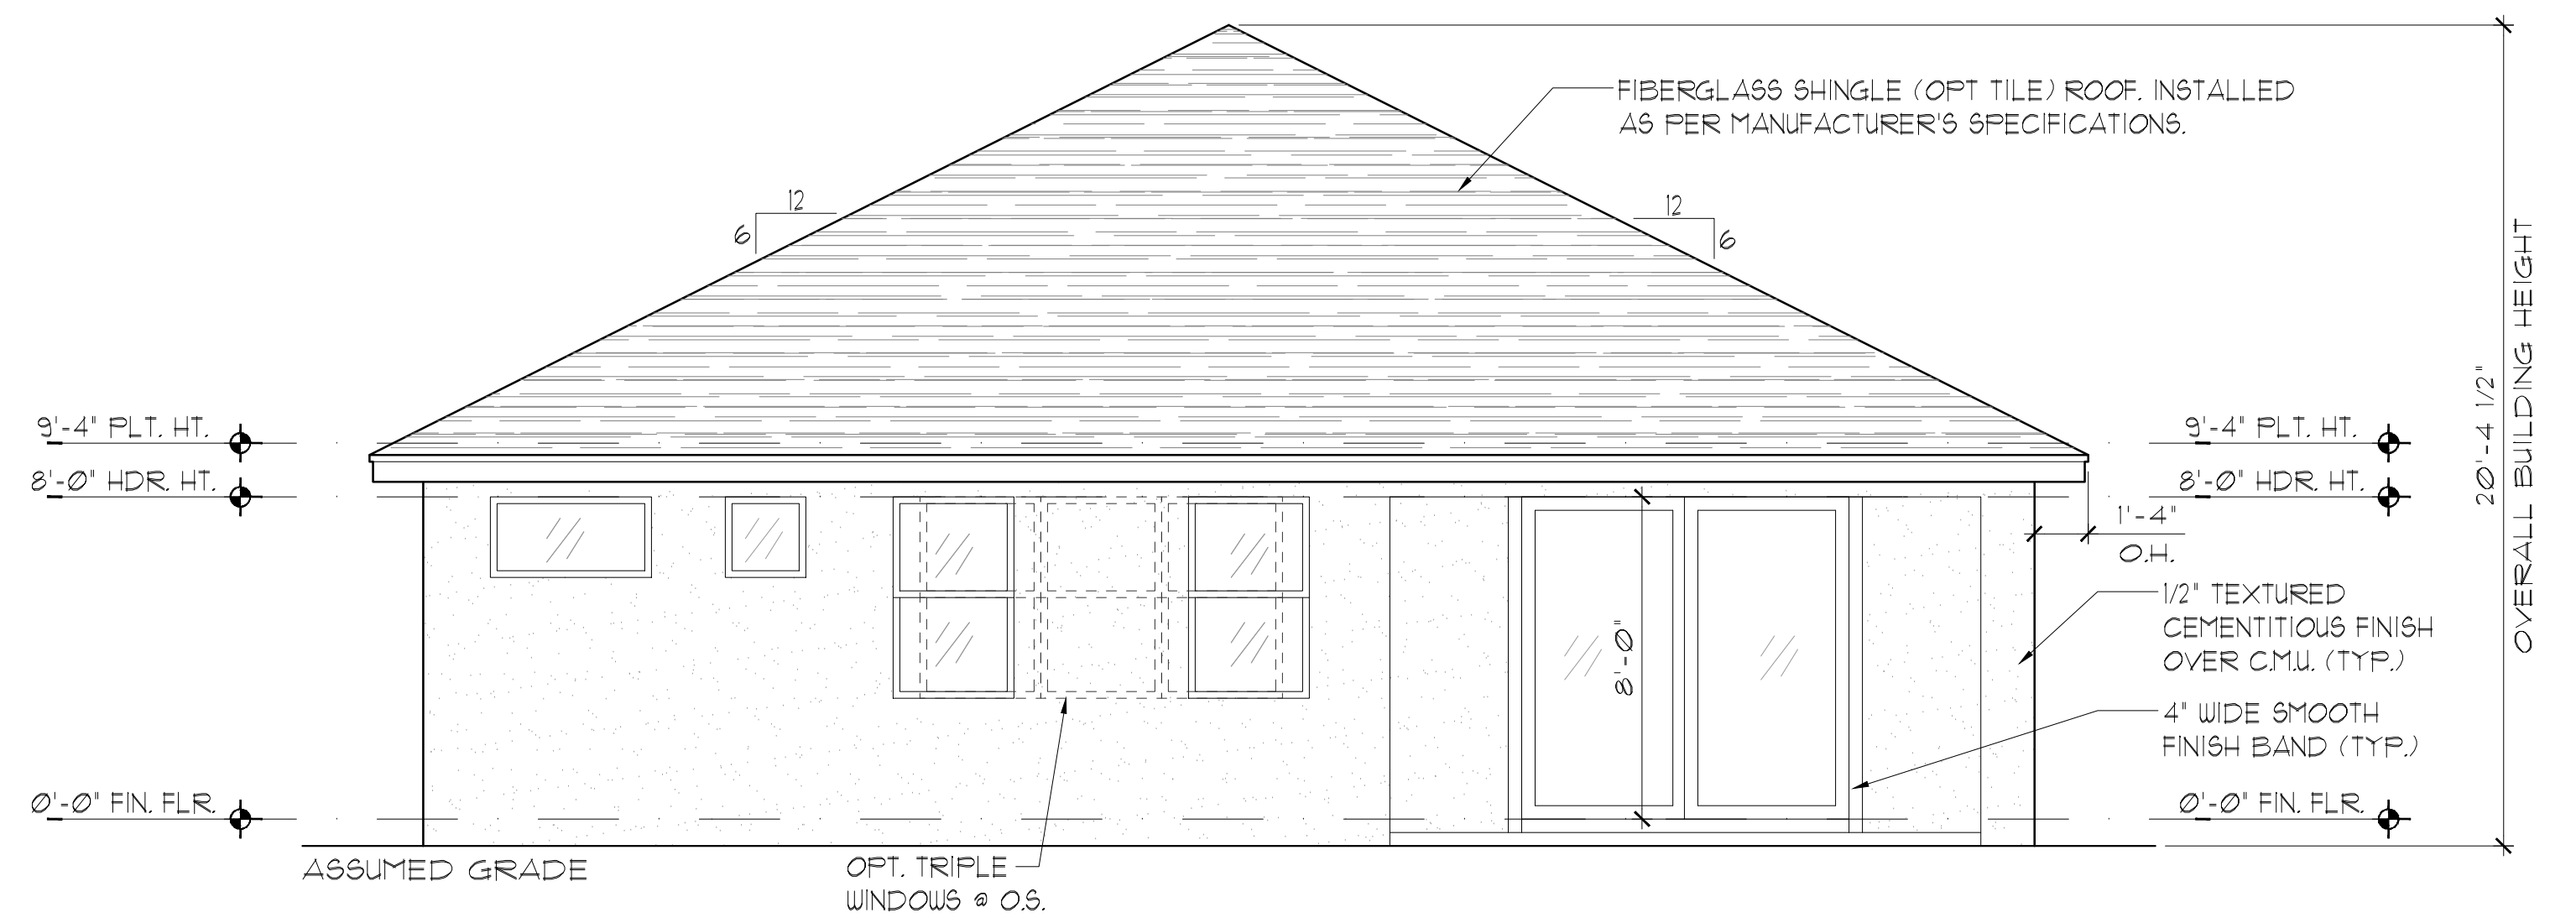 FIBERGLASS SHINGLE (OPT TILE) ROOF. INSTALLED
AS PER MANUFACTURER'S SPECIFICATIONS.
12
6
12
6
9'-4" PLT. HT.
8'-0" HDR. HT.
0'-0" FIN. FLR.
ASSUMED GRADE
OPT. TRIPLE
WINDOWS @ O.S.
8'-0"
9'-4" PLT. HT.
8'-0" HDR. HT.
1'-4"
O.H.
1/2" TEXTURED
CEMENTITIOUS FINISH
OVER C.M.U. (TYP.)
4" WIDE SMOOTH
FINISH BAND (TYP.)
0'-0" FIN. FLR.
20'-4 1/2"
OVERALL BUILDING HEIGHT